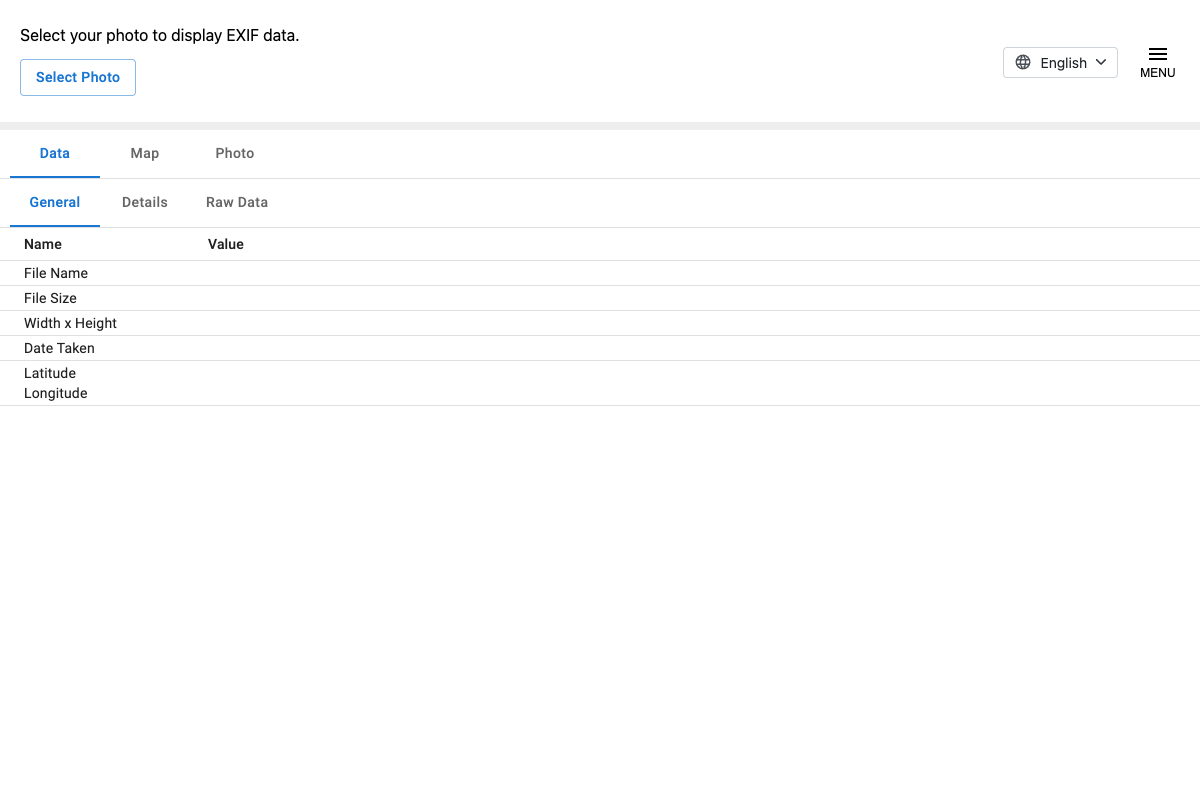 Select your photo to display EXIF data.
Select Photo
English
MENU
Data Map Photo
General Details Raw Data
Name Value
File Name
File Size
Width x Height
Date Taken
Latitude
Longitude